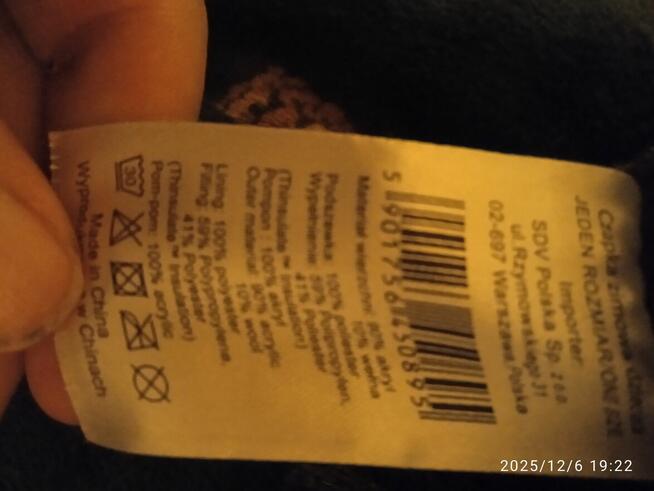 Czapka zimowa
JEDEN ROZMIAR/ONE SIZE
Importer:
SDV Polska Sp. z o.o.
ul. Rzymowskiego 31
02-697 Warszawa, Polska
5 901756 450895
Materiał wierzchni: 90% akryl
10% wełna
Podszewka: 100% poliester
Wypełnienie: 59% polipropylen,
41% Poliester
(Thinsulate™ Insulation)
Pompon: 100% akryl
Outer material: 90% acrylic
10% wool
Lining: 100% polyester
Filling: 59% Polypropylene,
41% Polyester
(Thinsulate™ Insulation)
Pom-pom: 100% acrylic
30
Made in China
w Chinach
2025/12/6 19:22